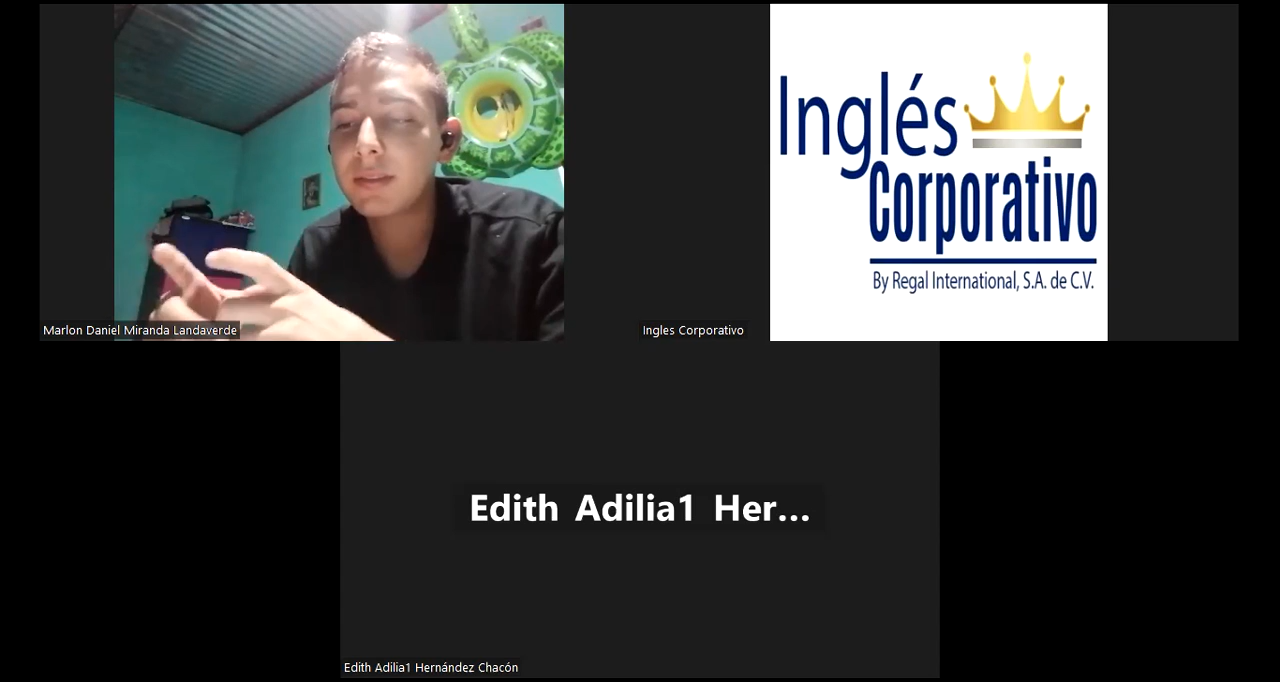 Marlon Daniel Miranda Landaverde
Inglés
Corporativo
By Regal International, S.A. de C.V.
Ingles Corporativo
Edith Adilia1 Her...
Edith Adilia1 Hernández Chacón